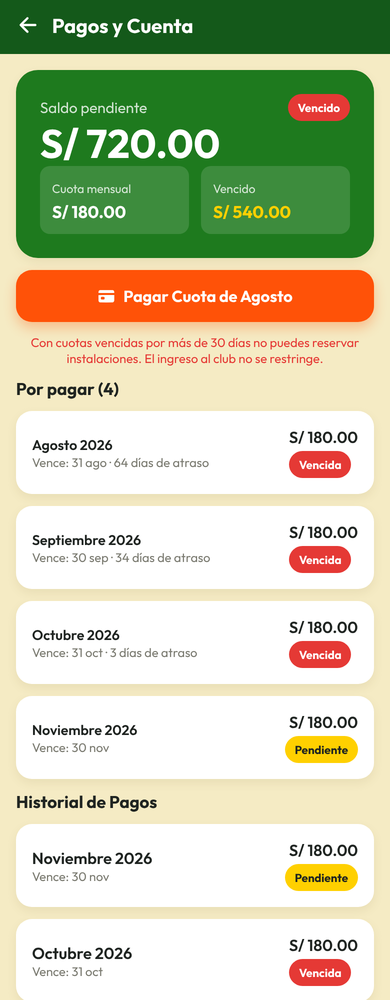 Pagos y Cuenta
Saldo pendiente
Vencido
S/ 720.00
Cuota mensual
S/ 180.00
Vencido
S/ 540.00
Pagar Cuota de Agosto
Con cuotas vencidas por más de 30 días no puedes reservar
instalaciones. El ingreso al club no se restringe.
Por pagar (4)
Agosto 2026
Vence: 31 ago · 64 días de atraso
S/ 180.00
Vencida
Septiembre 2026
Vence: 30 sep · 34 días de atraso
S/ 180.00
Vencida
Octubre 2026
Vence: 31 oct · 3 días de atraso
S/ 180.00
Vencida
Noviembre 2026
Vence: 30 nov
S/ 180.00
Pendiente
Historial de Pagos
Noviembre 2026
Vence: 30 nov
S/ 180.00
Pendiente
Octubre 2026
Vence: 31 oct
S/ 180.00
Vencida